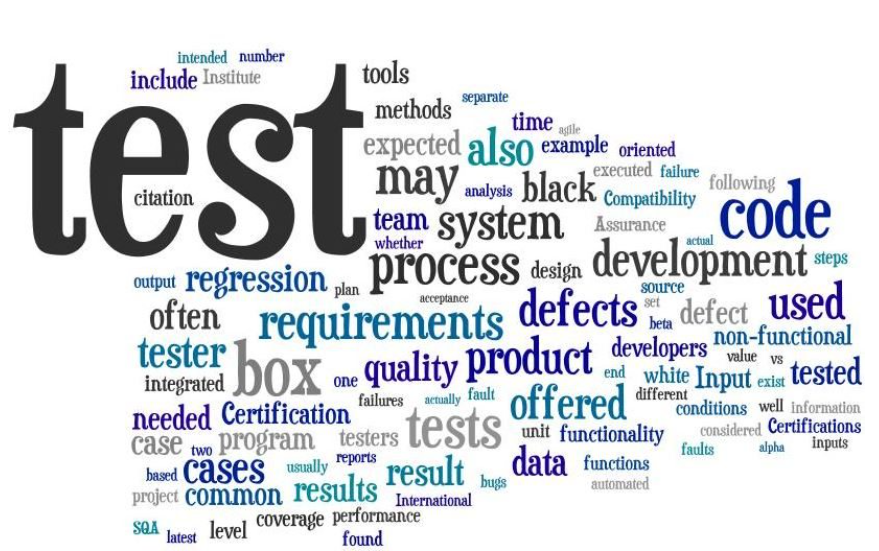 intended number
include Institute
test
tools
methods separate
time agile
expected also example oriented
executed failure
may analysis black Compatibility following
citation
team system Assurance code
whether actual
process design development steps
output regression plan source
acceptance
often requirements defects set defect used
beta
tester box quality product developers non-functional
value vs
integrated one end white Input exist tested
failures actually fault offered different
needed Certification conditions well information
case two program testers tests unit functionality considered Certifications
reports faults alpha inputs
based cases usually result data functions
bugs automated
project common results International
SQA latest level coverage performance
found